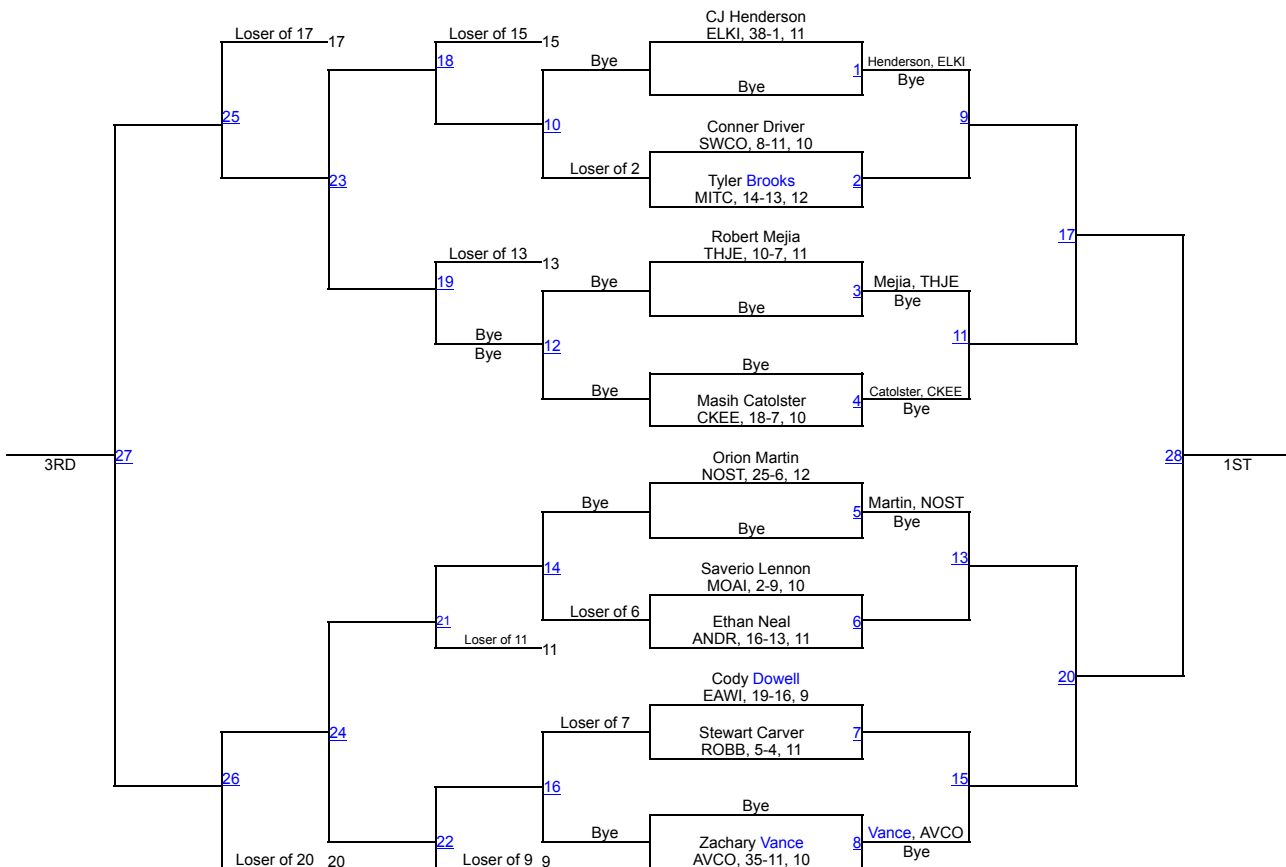 CJ Henderson
Loser of 17 17
Loser of 15 15
ELKI, 38-1, 11
18
Bye
1
Henderson, ELKI
Bye
Bye
25
10
9
Conner Driver
SWCO, 8-11, 10
Loser of 2
23
Tyler Brooks
2
MITC, 14-13, 12
Robert Mejia
17
THJE, 10-7, 11
Loser of 13 13
19
Bye
3
Mejia, THJE
Bye
Bye
Bye
Bye
12
11
Bye
Bye
Masih Catolster
4
Catolster, CKEE
Bye
CKEE, 18-7, 10
3RD
27
Orion Martin
28
1ST
NOST, 25-6, 12
Bye
5
Martin, NOST
Bye
Bye
14
13
Saverio Lennon
MOAI, 2-9, 10
Loser of 6
21
Ethan Neal
6
ANDR, 16-13, 11
Loser of 11 11
Cody Dowell
20
EAWI, 19-16, 9
Loser of 7
24
Stewart Carver
7
ROBB, 5-4, 11
26
16
15
Bye
Bye
22
Zachary Vance
8
Vance, AVCO
Bye
AVCO, 35-11, 10
Loser of 20 20
Loser of 9 9